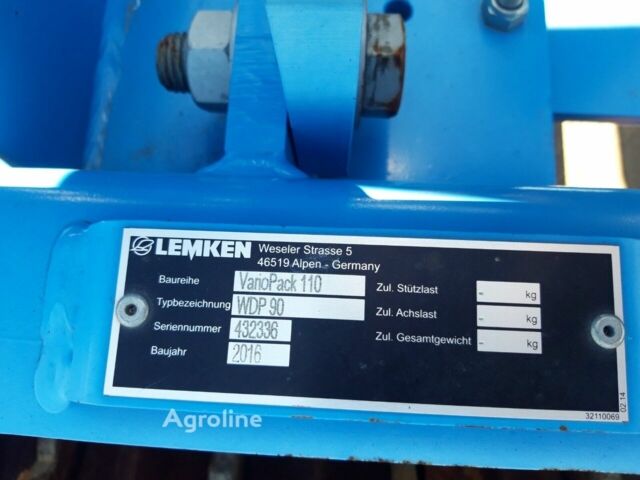 LEMKEN Weseler Strasse 5
46519 Alpen - Germany
Baureihe VarioPack 110
Typbezeichnung WDP 90
Seriennummer 432336
Baujahr 2016
Zul. Stützlast - kg
Zul. Achslast - kg
Zul. Gesamtgewicht - kg
32110069 02.14
Agroline